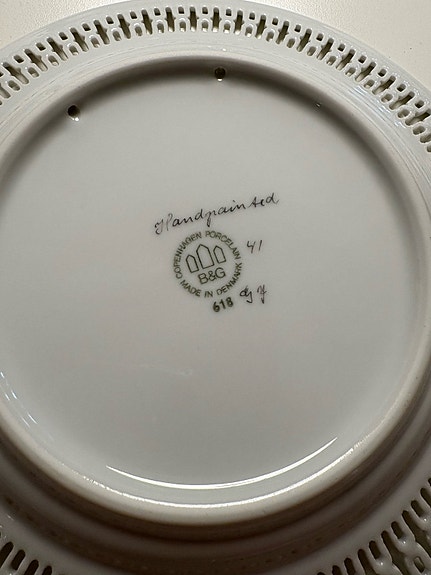 Handpainted
COPENHAGEN PORCELAIN
B&G
MADE IN DENMARK
41
618